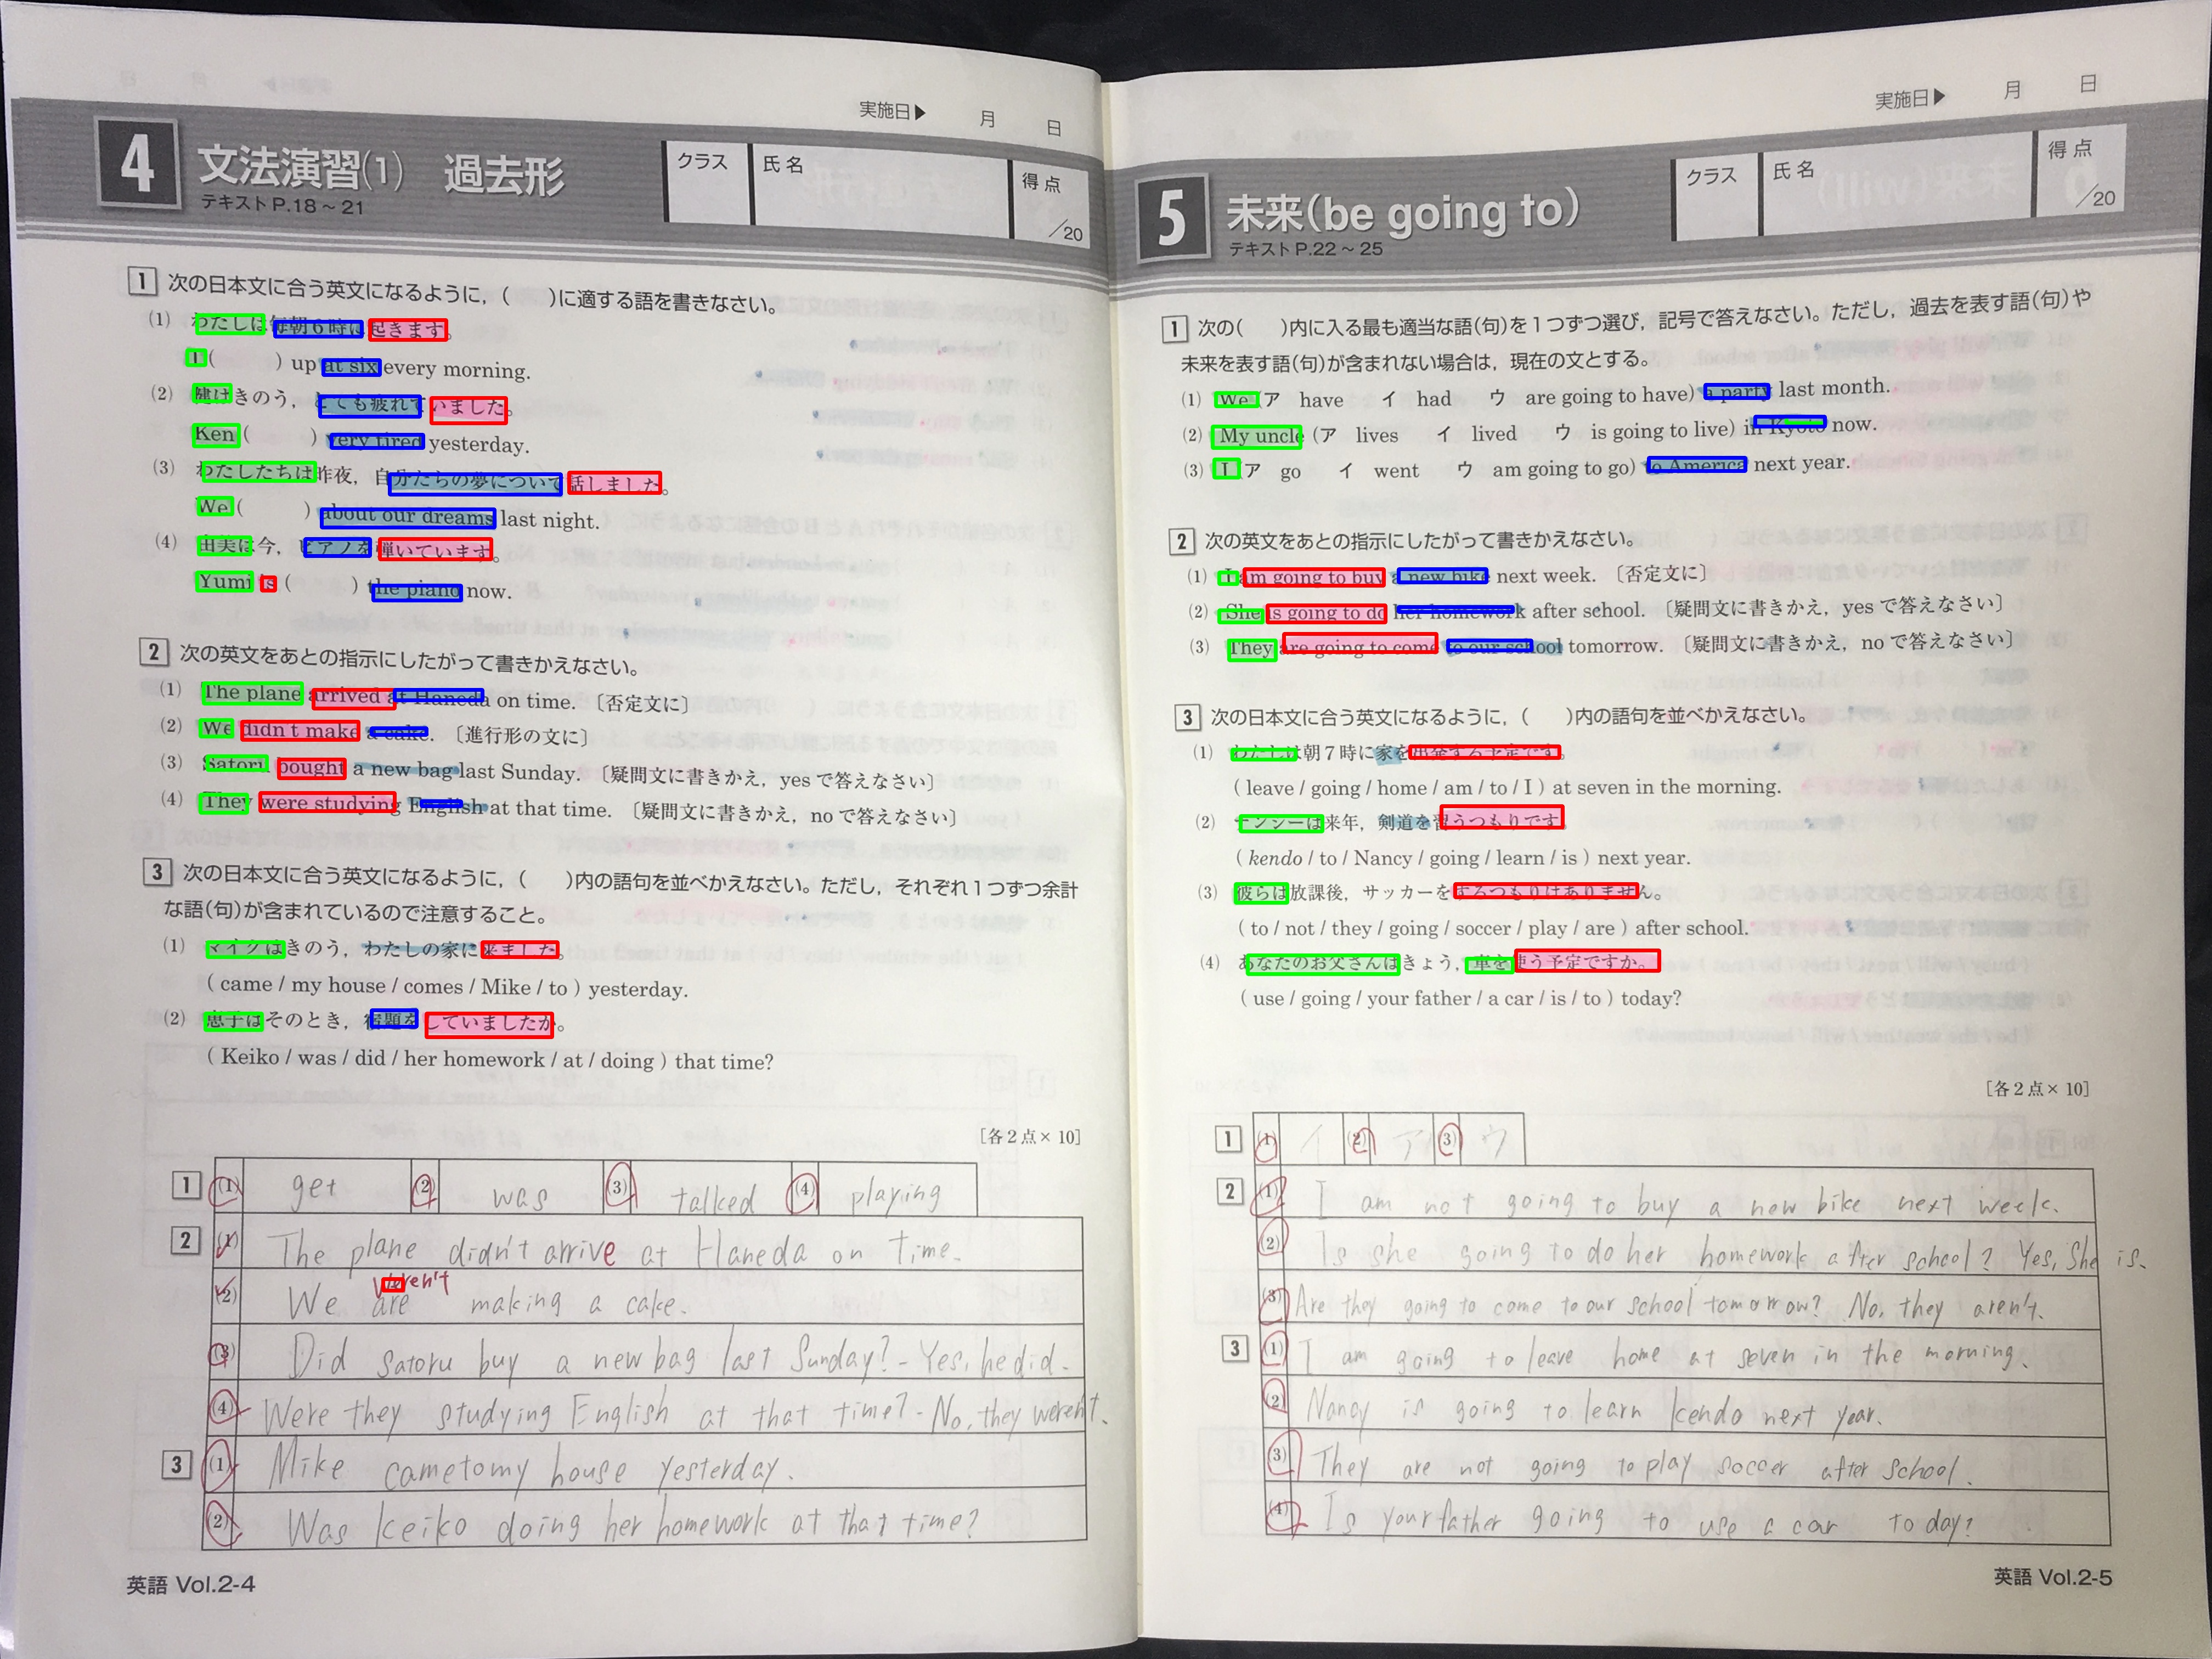 実施日▶ 月 日
4 文法演習(1) 過去形
テキストP.18～21
クラス 氏名 得点 /20
1 次の日本文に合う英文になるように，( )に適する語を書きなさい。
(1) わたしは毎朝6時に起きます。
I ( ) up at six every morning.
(2) 健はきのう，とても疲れていました。
Ken ( ) very tired yesterday.
(3) わたしたちは昨夜，自分たちの夢について話しました。
We ( ) about our dreams last night.
(4) 由美は今，ピアノを弾いています。
Yumi is ( ) the piano now.
2 次の英文をあとの指示にしたがって書きかえなさい。
(1) The plane arrived at Haneda on time. 〔否定文に〕
(2) We didn't make a cake. 〔進行形の文に〕
(3) Satoru bought a new bag last Sunday. 〔疑問文に書きかえ，yesで答えなさい〕
(4) They were studying English at that time. 〔疑問文に書きかえ，noで答えなさい〕
3 次の日本文に合う英文になるように，( )内の語句を並べかえなさい。ただし，それぞれ1つずつ余計
な語(句)が含まれているので注意すること。
(1) マイクはきのう，わたしの家に来ました。
( came / my house / comes / Mike / to ) yesterday.
(2) 恵子はそのとき，宿題をしていましたか。
( Keiko / was / did / her homework / at / doing ) that time?
[各2点×10]
1 (1) get (2) was (3) talked (4) playing
2 (1) The plane didn't arrive at Haneda on time.
weren't
(2) We are making a cake.
(3) Did Satoru buy a new bag last Sunday? - Yes, he did.
(4) Were they studying English at that time? - No, they weren't.
3 (1) Mike came to my house yesterday.
(2) Was Keiko doing her homework at that time?
英語 Vol.2-4
実施日▶ 月 日
5 未来(be going to)
テキストP.22～25
クラス 氏名 得点 /20
1 次の( )内に入る最も適当な語(句)を1つずつ選び，記号で答えなさい。ただし，過去を表す語(句)や
未来を表す語(句)が含まれない場合は，現在の文とする。
(1) We (ア have イ had ウ are going to have) a party last month.
(2) My uncle (ア lives イ lived ウ is going to live) in Kyoto now.
(3) I (ア go イ went ウ am going to go) to America next year.
2 次の英文をあとの指示にしたがって書きかえなさい。
(1) I am going to buy a new bike next week. 〔否定文に〕
(2) She is going to do her homework after school. 〔疑問文に書きかえ，yesで答えなさい〕
(3) They are going to come to our school tomorrow. 〔疑問文に書きかえ，noで答えなさい〕
3 次の日本文に合う英文になるように，( )内の語句を並べかえなさい。
(1) わたしは朝7時に家を出発する予定です。
( leave / going / home / am / to / I ) at seven in the morning.
(2) ナンシーは来年，剣道を習うつもりです。
( kendo / to / Nancy / going / learn / is ) next year.
(3) 彼らは放課後，サッカーをするつもりはありません。
( to / not / they / going / soccer / play / are ) after school.
(4) あなたのお父さんはきょう，車を使う予定ですか。
( use / going / your father / a car / is / to ) today?
[各2点×10]
1 (1) イ (2) ア (3) ウ
2 (1) I am not going to buy a new bike next week.
(2) Is she going to do her homework after school? Yes, she is.
(3) Are they going to come to our school tomorrow? No, they aren't.
3 (1) I am going to leave home at seven in the morning.
(2) Nancy is going to learn kendo next year.
(3) They are not going to play soccer after school.
(4) Is your father going to use a car today?
英語 Vol.2-5